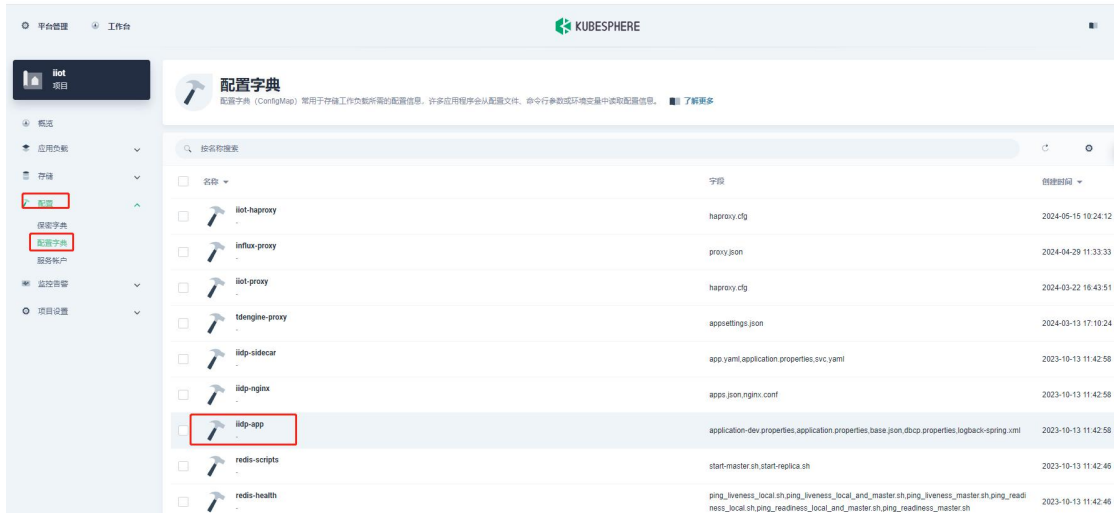 平台管理
工作台
KUBESPHERE
iiot
项目
概览
应用负载
存储
配置
保密字典
配置字典
服务帐户
监控告警
项目设置
配置字典
配置字典（ConfigMap）常用于存储工作负载所需的配置信息，许多应用程序会从配置文件、命令行参数或环境变量中读取配置信息。 了解更多
按名称搜索
名称 字段 创建时间
iiot-haproxy haproxy.cfg 2024-05-15 10:24:12
-
influx-proxy proxy.json 2024-04-29 11:33:33
-
iiot-proxy haproxy.cfg 2024-03-22 16:43:51
-
tdengine-proxy appsettings.json 2024-03-13 17:10:24
-
iidp-sidecar app.yaml,application.properties,svc.yaml 2023-10-13 11:42:58
-
iidp-nginx apps.json,nginx.conf 2023-10-13 11:42:58
-
iidp-app application-dev.properties,application.properties,base.json,dbcp.properties,logback-spring.xml 2023-10-13 11:42:58
-
redis-scripts start-master.sh,start-replica.sh 2023-10-13 11:42:46
-
redis-health ping_liveness_local.sh,ping_liveness_local_and_master.sh,ping_liveness_master.sh,ping_readi
ness_local.sh,ping_readiness_local_and_master.sh,ping_readiness_master.sh 2023-10-13 11:42:46
-